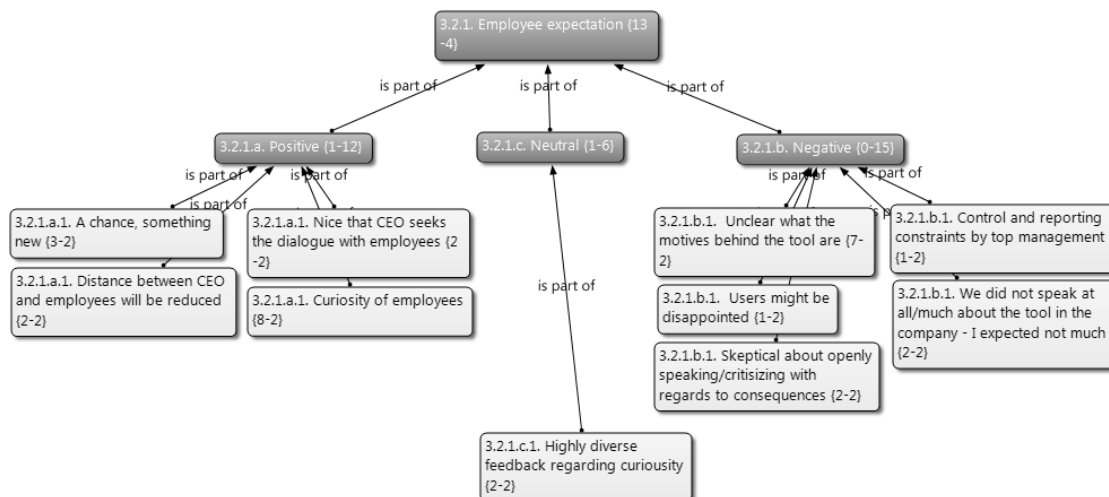 3.2.1. Employee expectation {13
-4}
is part of
is part of
is part of
3.2.1.a. Positive {1-12}
3.2.1.c. Neutral {1-6}
3.2.1.b. Negative {0-15}
is part of
is part of
is part of
is part of
is part of
3.2.1.a.1. A chance, something
new {3-2}
3.2.1.a.1. Nice that CEO seeks
the dialogue with employees {2
-2}
3.2.1.a.1. Distance between CEO
and employees will be reduced
{2-2}
3.2.1.a.1. Curiosity of employees
{8-2}
is part of
3.2.1.b.1.  Unclear what the
motives behind the tool are {7-
2}
3.2.1.b.1. Control and reporting
constraints by top management
{1-2}
3.2.1.b.1.  Users might be
disappointed {1-2}
3.2.1.b.1. We did not speak at
all/much about the tool in the
company - I expected not much
{2-2}
3.2.1.b.1. Skeptical about openly
speaking/critisizing with
regards to consequences {2-2}
3.2.1.c.1. Highly diverse
feedback regarding curiousity
{2-2}